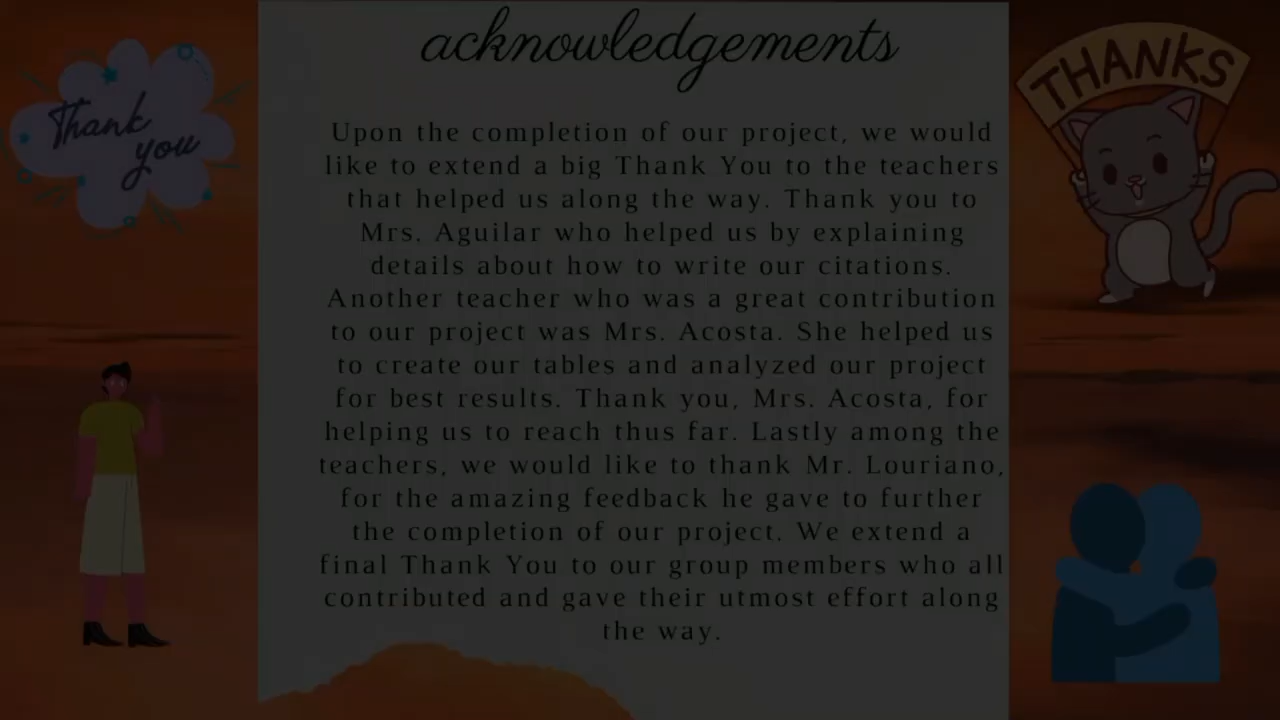 acknowledgements
Thank
you
THANKS
Upon the completion of our project, we would
like to extend a big Thank You to the teachers
that helped us along the way. Thank you to
Mrs. Aguilar who helped us by explaining
details about how to write our citations.
Another teacher who was a great contribution
to our project was Mrs. Acosta. She helped us
to create our tables and analyzed our project
for best results. Thank you, Mrs. Acosta, for
helping us to reach thus far. Lastly among the
teachers, we would like to thank Mr. Louriano,
for the amazing feedback he gave to further
the completion of our project. We extend a
final Thank You to our group members who all
contributed and gave their utmost effort along
the way.